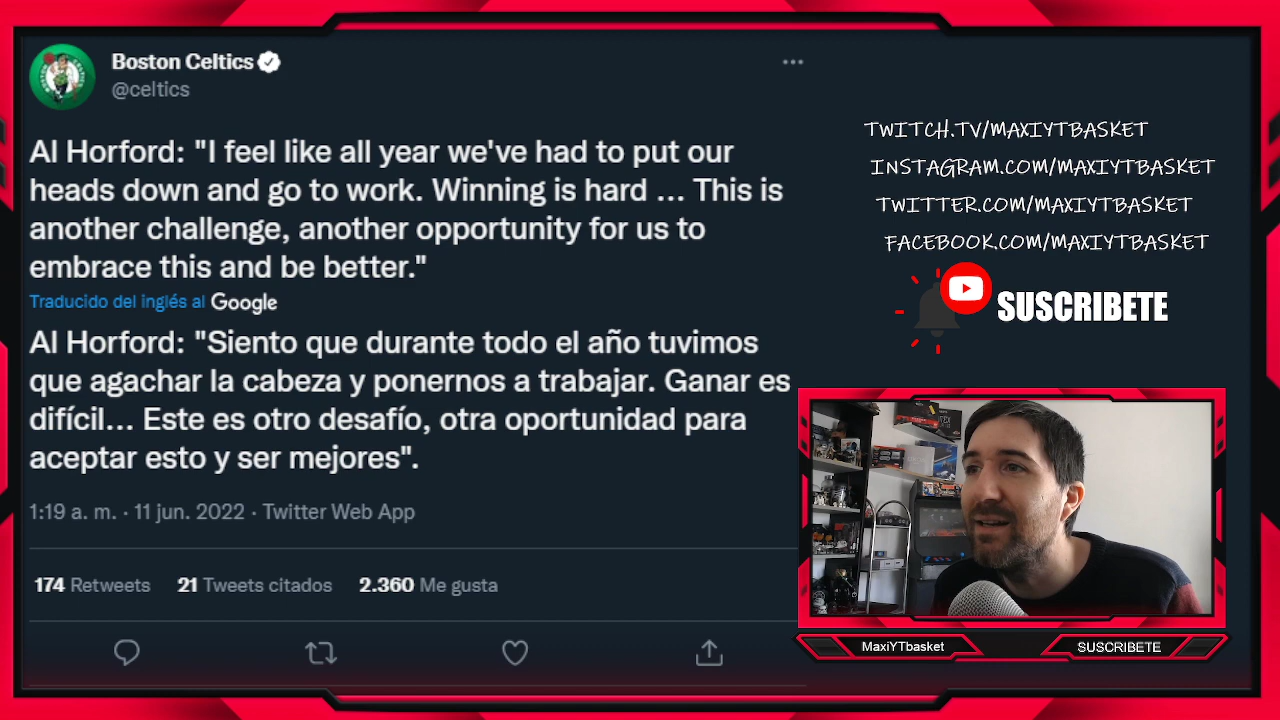 Boston Celtics
@celtics
Al Horford: "I feel like all year we've had to put our
heads down and go to work. Winning is hard ... This is
another challenge, another opportunity for us to
embrace this and be better."
Traducido del inglés al Google
Al Horford: "Siento que durante todo el año tuvimos
que agachar la cabeza y ponernos a trabajar. Ganar es
difícil... Este es otro desafío, otra oportunidad para
aceptar esto y ser mejores".
1:19 a. m. · 11 jun. 2022 · Twitter Web App
174 Retweets 21 Tweets citados 2.360 Me gusta
TWITCH.TV/MAXIYTBASKET
INSTAGRAM.COM/MAXIYTBASKET
TWITTER.COM/MAXIYTBASKET
FACEBOOK.COM/MAXIYTBASKET
SUSCRIBETE
MaxiYTbasket
SUSCRIBETE